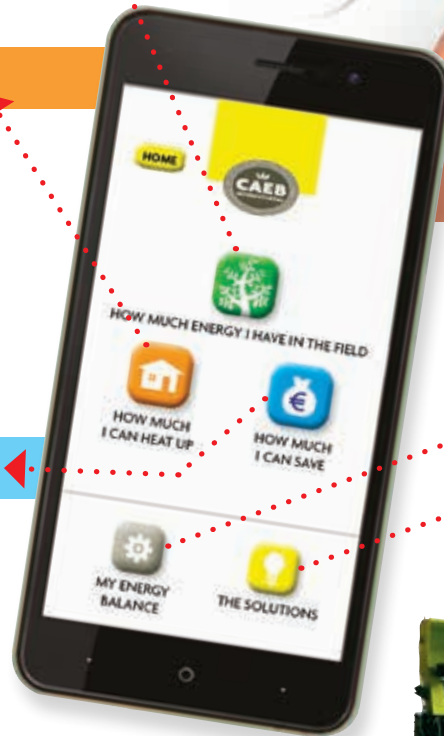 HOME
CAEB
HOW MUCH ENERGY I HAVE IN THE FIELD
HOW MUCH
I CAN HEAT UP
€
HOW MUCH
I CAN SAVE
MY ENERGY
BALANCE
THE SOLUTIONS